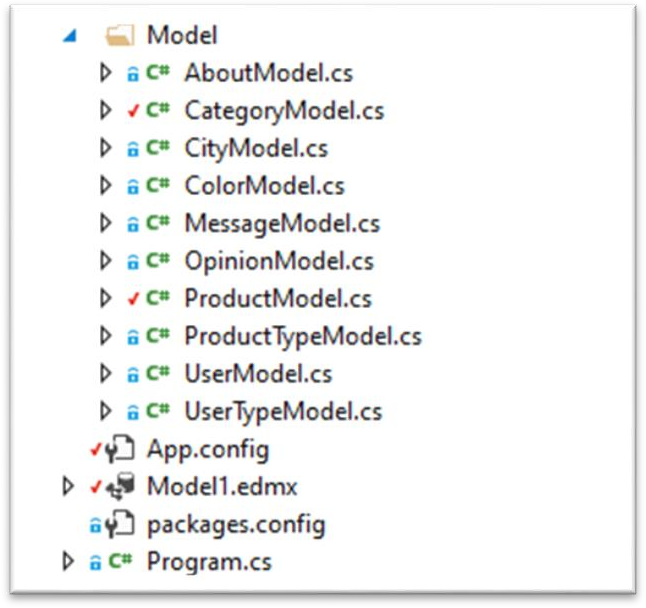 Model
C# AboutModel.cs
C# CategoryModel.cs
C# CityModel.cs
C# ColorModel.cs
C# MessageModel.cs
C# OpinionModel.cs
C# ProductModel.cs
C# ProductTypeModel.cs
C# UserModel.cs
C# UserTypeModel.cs
App.config
Model1.edmx
packages.config
C# Program.cs